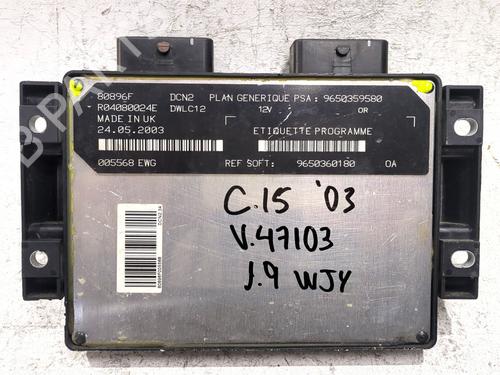 80896F DCN2 PLAN GENERIQUE PSA : 9650359580
R04080024E DWLC12 12V OR
MADE IN UK
24.05.2003 ETIQUETTE PROGRAMME
005568 EWG REF SOFT: 9650360180 0A
C.15 '03
V.47103
1.9 WJY